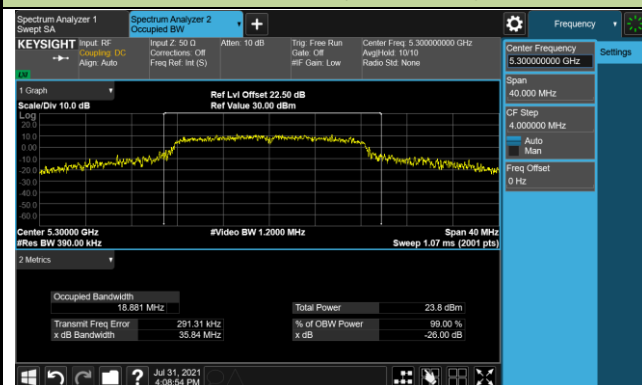 Spectrum Analyzer 1
Swept SA
Spectrum Analyzer 2
Occupied BW
+
Frequency
KEYSIGHT
Input: RF
Coupling: DC
Align: Auto
Input Z: 50 Ω
Corrections: Off
Freq Ref: Int (S)
Atten: 10 dB
Trig: Free Run
Gate: Off
#IF Gain: Low
Center Freq: 5.300000000 GHz
Avg|Hold: 10/10
Radio Std: None
Center Frequency
5.300000000 GHz
Settings
Span
40.000 MHz
CF Step
4.000000 MHz
Auto
Man
Freq Offset
0 Hz
1 Graph
Scale/Div 10.0 dB
Ref Lvl Offset 22.50 dB
Ref Value 30.00 dBm
Log
20.0
10.0
0.00
-10.0
-20.0
-30.0
-40.0
-50.0
-60.0
Center 5.30000 GHz
#Res BW 390.00 kHz
#Video BW 1.2000 MHz
Span 40 MHz
Sweep 1.07 ms (2001 pts)
2 Metrics
Occupied Bandwidth
18.881 MHz
Total Power
23.8 dBm
Transmit Freq Error
291.31 kHz
% of OBW Power
99.00 %
x dB Bandwidth
35.84 MHz
x dB
-26.00 dB
?
Jul 31, 2021
4:08:54 PM